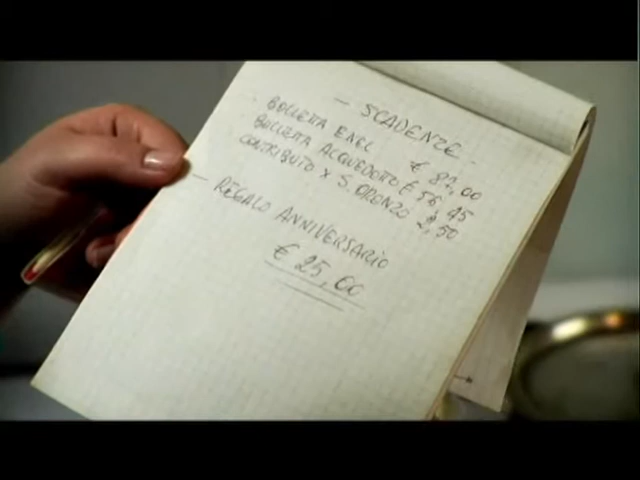 - SCADENZE -
BOLLETTA ENEL € 87,00
BOLLETTA ACQUEDOTTO € 56,45
CONTRIBUTO X S. ORONZO 2,50
- REGALO ANNIVERSARIO
€ 25,00